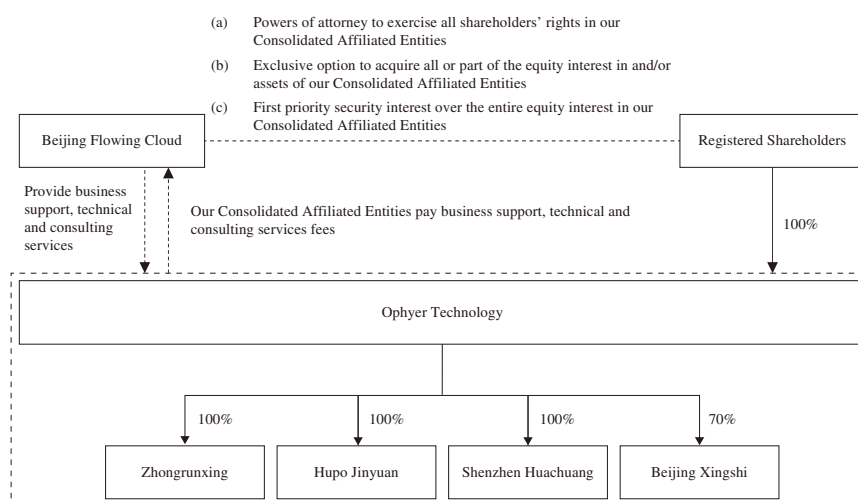 (a) Powers of attorney to exercise all shareholders’ rights in our
Consolidated Affiliated Entities
(b) Exclusive option to acquire all or part of the equity interest in and/or
assets of our Consolidated Affiliated Entities
(c) First priority security interest over the entire equity interest in our
Consolidated Affiliated Entities
Beijing Flowing Cloud
Registered Shareholders
Provide business
support, technical
and consulting
services
Our Consolidated Affiliated Entities pay business support, technical and
consulting services fees
100%
Ophyer Technology
100%
100%
100%
70%
Zhongrunxing
Hupo Jinyuan
Shenzhen Huachuang
Beijing Xingshi